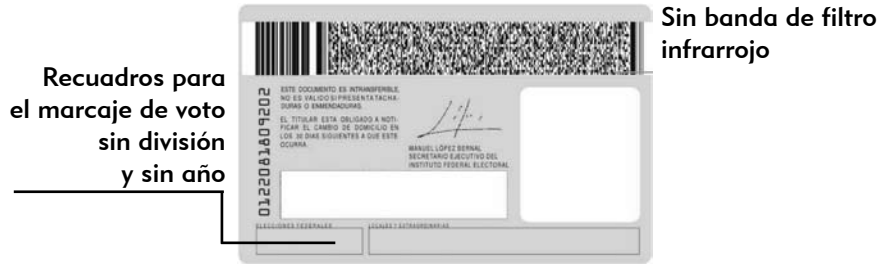 Sin banda de filtro
infrarrojo
Recuadros para
el marcaje de voto
sin división
y sin año
0122081809202
ESTE DOCUMENTO ES INTRANSFERIBLE,
NO ES VALIDO SI PRESENTA TACHA-
DURAS O ENMENDADURAS.
EL TITULAR ESTA OBLIGADO A NOTI-
FICAR EL CAMBIO DE DOMICILIO EN
LOS 30 DIAS SIGUIENTES A QUE ESTE
OCURRA.
MANUEL LÓPEZ BERNAL
SECRETARIO EJECUTIVO DEL
INSTITUTO FEDERAL ELECTORAL
ELECCIONES FEDERALES
LOCALES Y EXTRAORDINARIAS